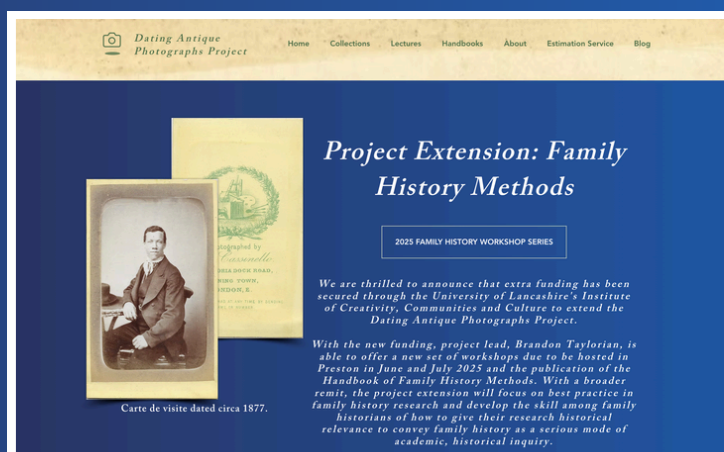 Dating Antique
Photographs Project
Home Collections Lectures Handbooks About Estimation Service Blog
Project Extension: Family
History Methods
2025 FAMILY HISTORY WORKSHOP SERIES
We are thrilled to announce that extra funding has been
secured through the University of Lancashire's Institute
of Creativity, Communities and Culture to extend the
Dating Antique Photographs Project.
With the new funding, project lead, Brandon Taylorian, is
able to offer a new set of workshops due to be hosted in
Preston in June and July 2025 and the publication of the
Handbook of Family History Methods. With a broader
remit, the project extension will focus on best practice in
family history research and develop the skill among family
historians of how to give their research historical
relevance to convey family history as a serious mode of
academic, historical inquiry.
DOCK ROAD,
TOWN,
Carte de visite dated circa 1877.